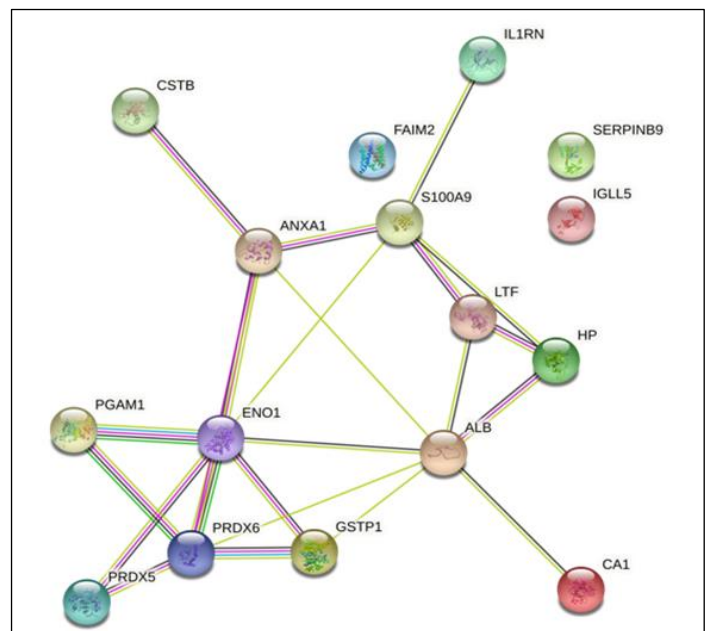 IL1RN
CSTB
FAIM2
SERPINB9
IGLL5
S100A9
ANXA1
LTF
HP
PGAM1
ENO1
ALB
PRDX6
GSTP1
CA1
PRDX5